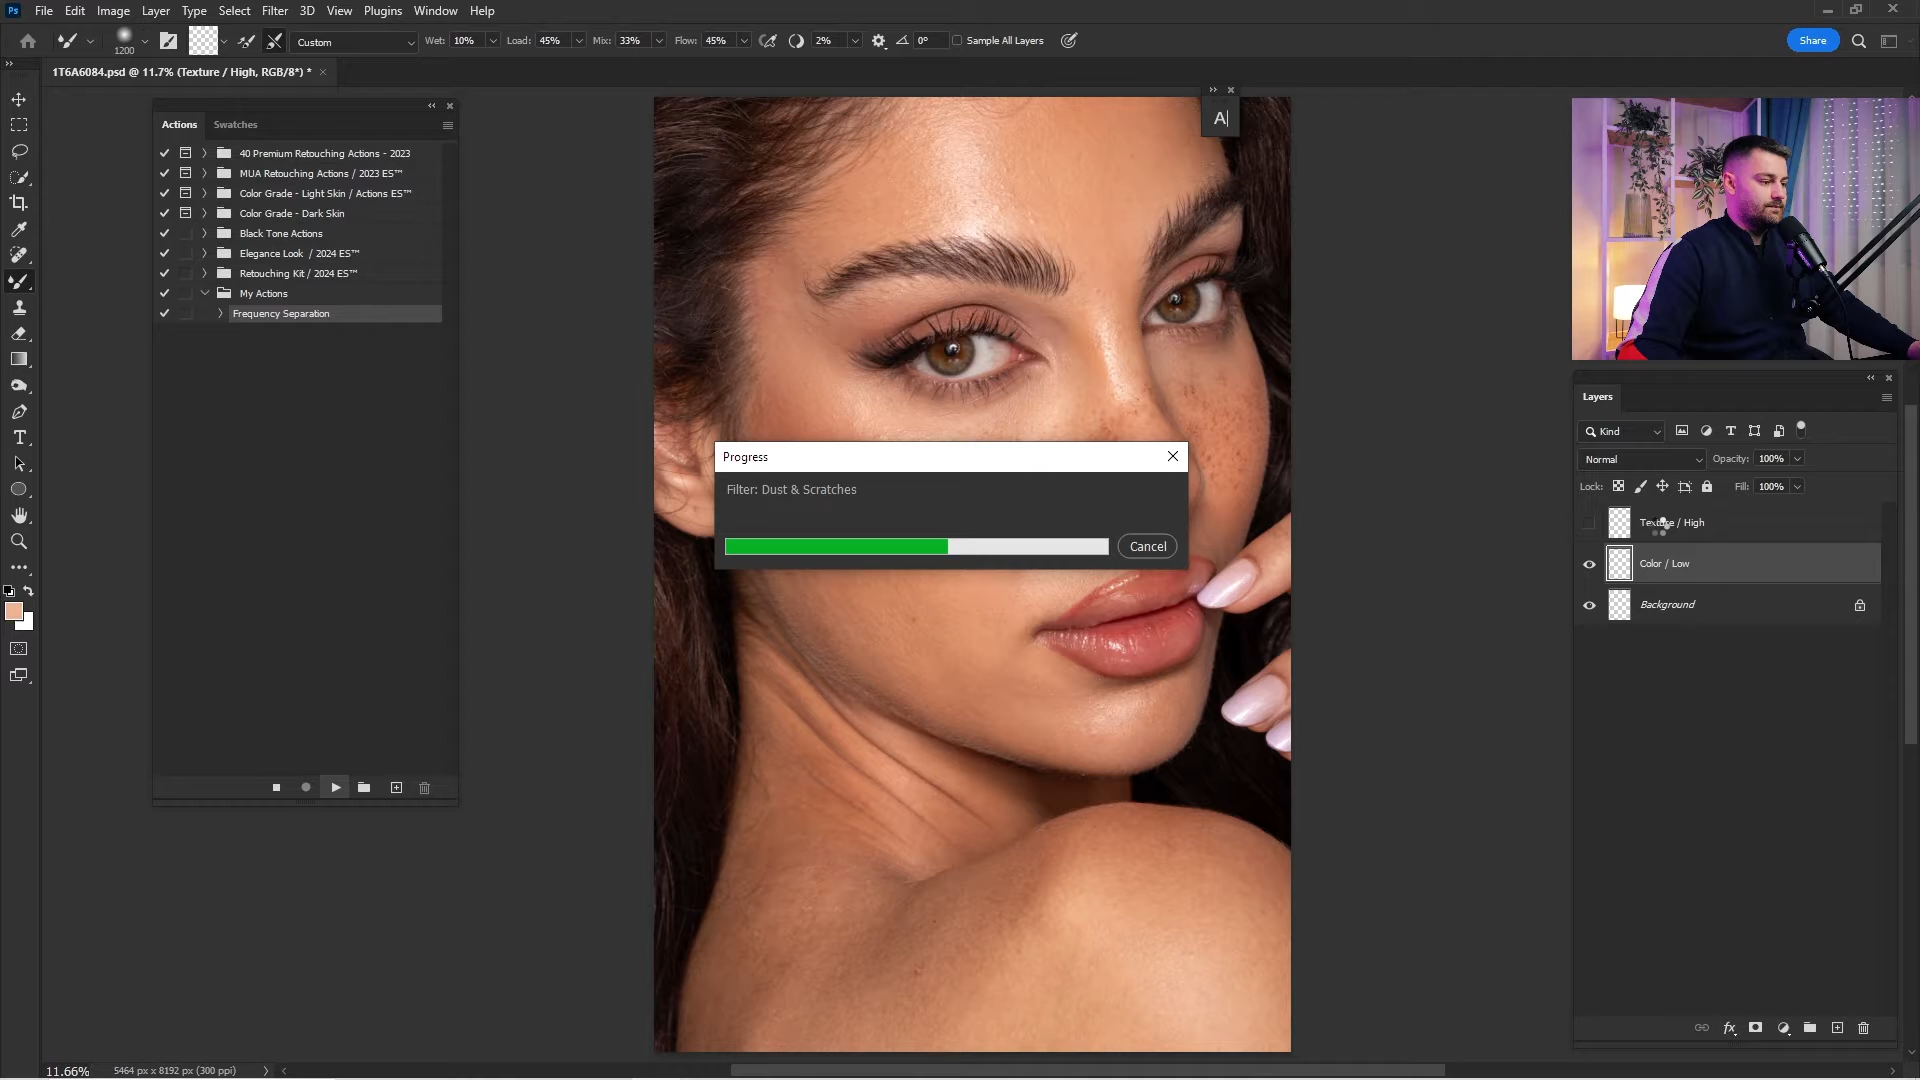 Ps File Edit Image Layer Type Select Filter 3D View Plugins Window Help
1200 Custom Wet: 10% Load: 45% Mix: 33% Flow: 45% 2% 0° Sample All Layers Share
1T6A6084.psd @ 11.7% (Texture / High, RGB/8*) *
A
Actions Swatches
40 Premium Retouching Actions - 2023
MUA Retouching Actions / 2023 ES™
Color Grade - Light Skin / Actions ES™
Color Grade - Dark Skin
Black Tone Actions
Elegance Look / 2024 ES™
Retouching Kit / 2024 ES™
My Actions
Frequency Separation
Progress
Filter: Dust & Scratches
Cancel
Layers
Kind
Normal Opacity: 100%
Lock: Fill: 100%
Texture / High
Color / Low
Background
11.66% 5464 px x 8192 px (300 ppi)